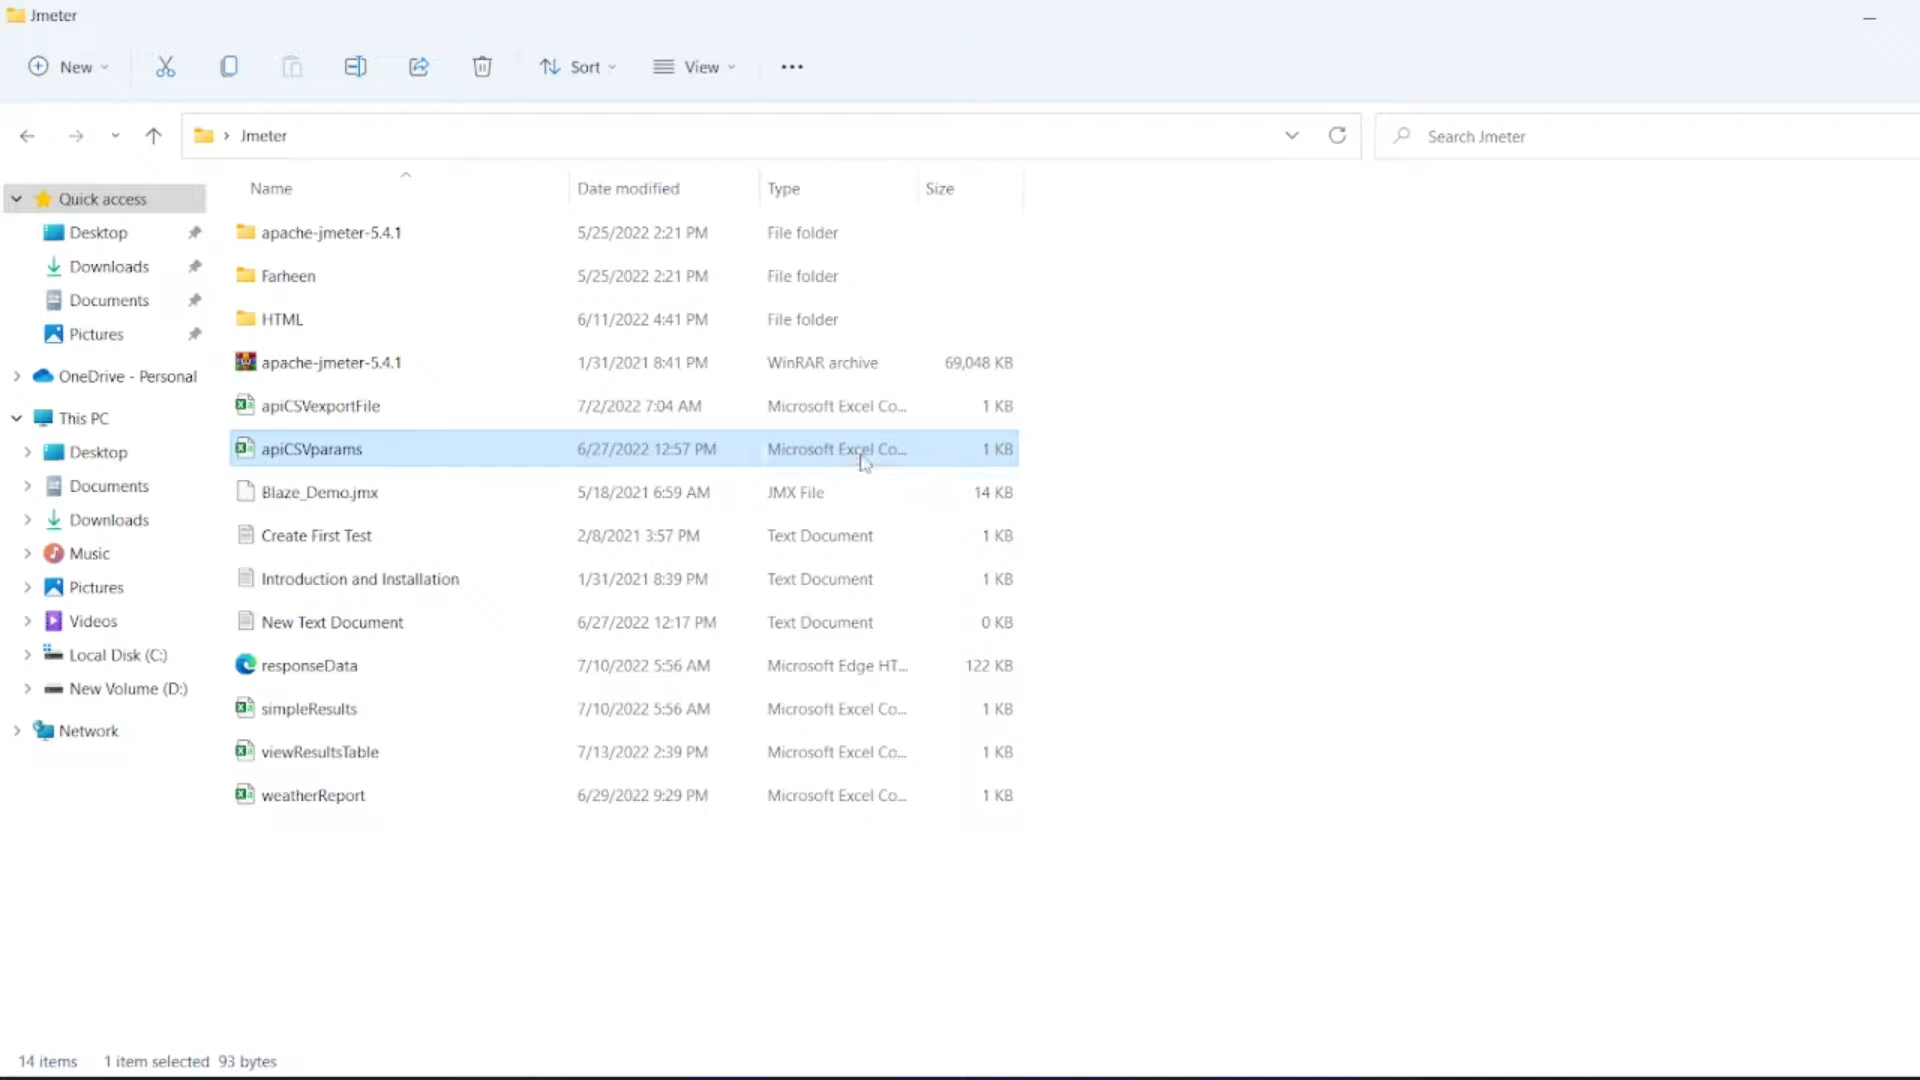 Jmeter
New
Sort
View
Jmeter
Search Jmeter
Name Date modified Type Size
Quick access
Desktop
Downloads
Documents
Pictures
OneDrive - Personal
This PC
Desktop
Documents
Downloads
Music
Pictures
Videos
Local Disk (C:)
New Volume (D:)
Network
apache-jmeter-5.4.1 5/25/2022 2:21 PM File folder
Farheen 5/25/2022 2:21 PM File folder
HTML 6/11/2022 4:41 PM File folder
apache-jmeter-5.4.1 1/31/2021 8:41 PM WinRAR archive 69,048 KB
apiCSVexportFile 7/2/2022 7:04 AM Microsoft Excel Co... 1 KB
apiCSVparams 6/27/2022 12:57 PM Microsoft Excel Co... 1 KB
Blaze_Demo.jmx 5/18/2021 6:59 AM JMX File 14 KB
Create First Test 2/8/2021 3:57 PM Text Document 1 KB
Introduction and Installation 1/31/2021 8:39 PM Text Document 1 KB
New Text Document 6/27/2022 12:17 PM Text Document 0 KB
responseData 7/10/2022 5:56 AM Microsoft Edge HT... 122 KB
simpleResults 7/10/2022 5:56 AM Microsoft Excel Co... 1 KB
viewResultsTable 7/13/2022 2:39 PM Microsoft Excel Co... 1 KB
weatherReport 6/29/2022 9:29 PM Microsoft Excel Co... 1 KB
14 items 1 item selected 93 bytes